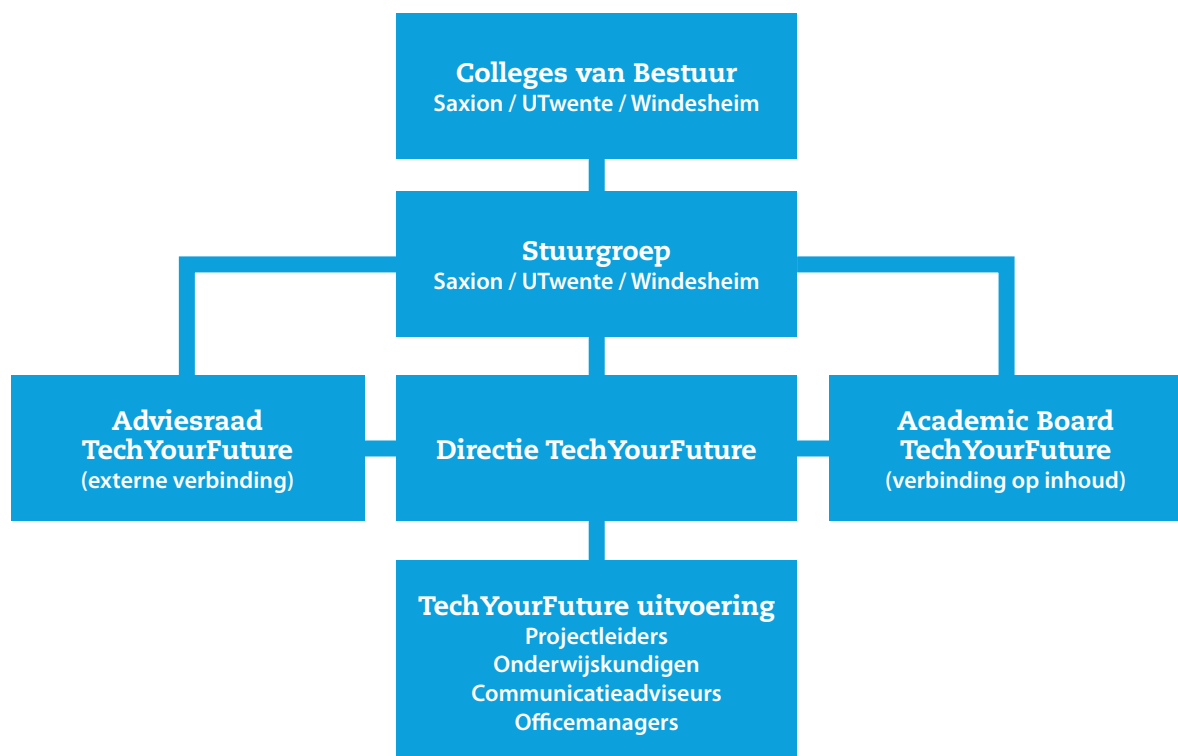 Colleges van Bestuur
Saxion / UTwente / Windesheim
Stuurgroep
Saxion / UTwente / Windesheim
Adviesraad
TechYourFuture
(externe verbinding)
Directie TechYourFuture
Academic Board
TechYourFuture
(verbinding op inhoud)
TechYourFuture uitvoering
Projectleiders
Onderwijskundigen
Communicatieadviseurs
Officemanagers